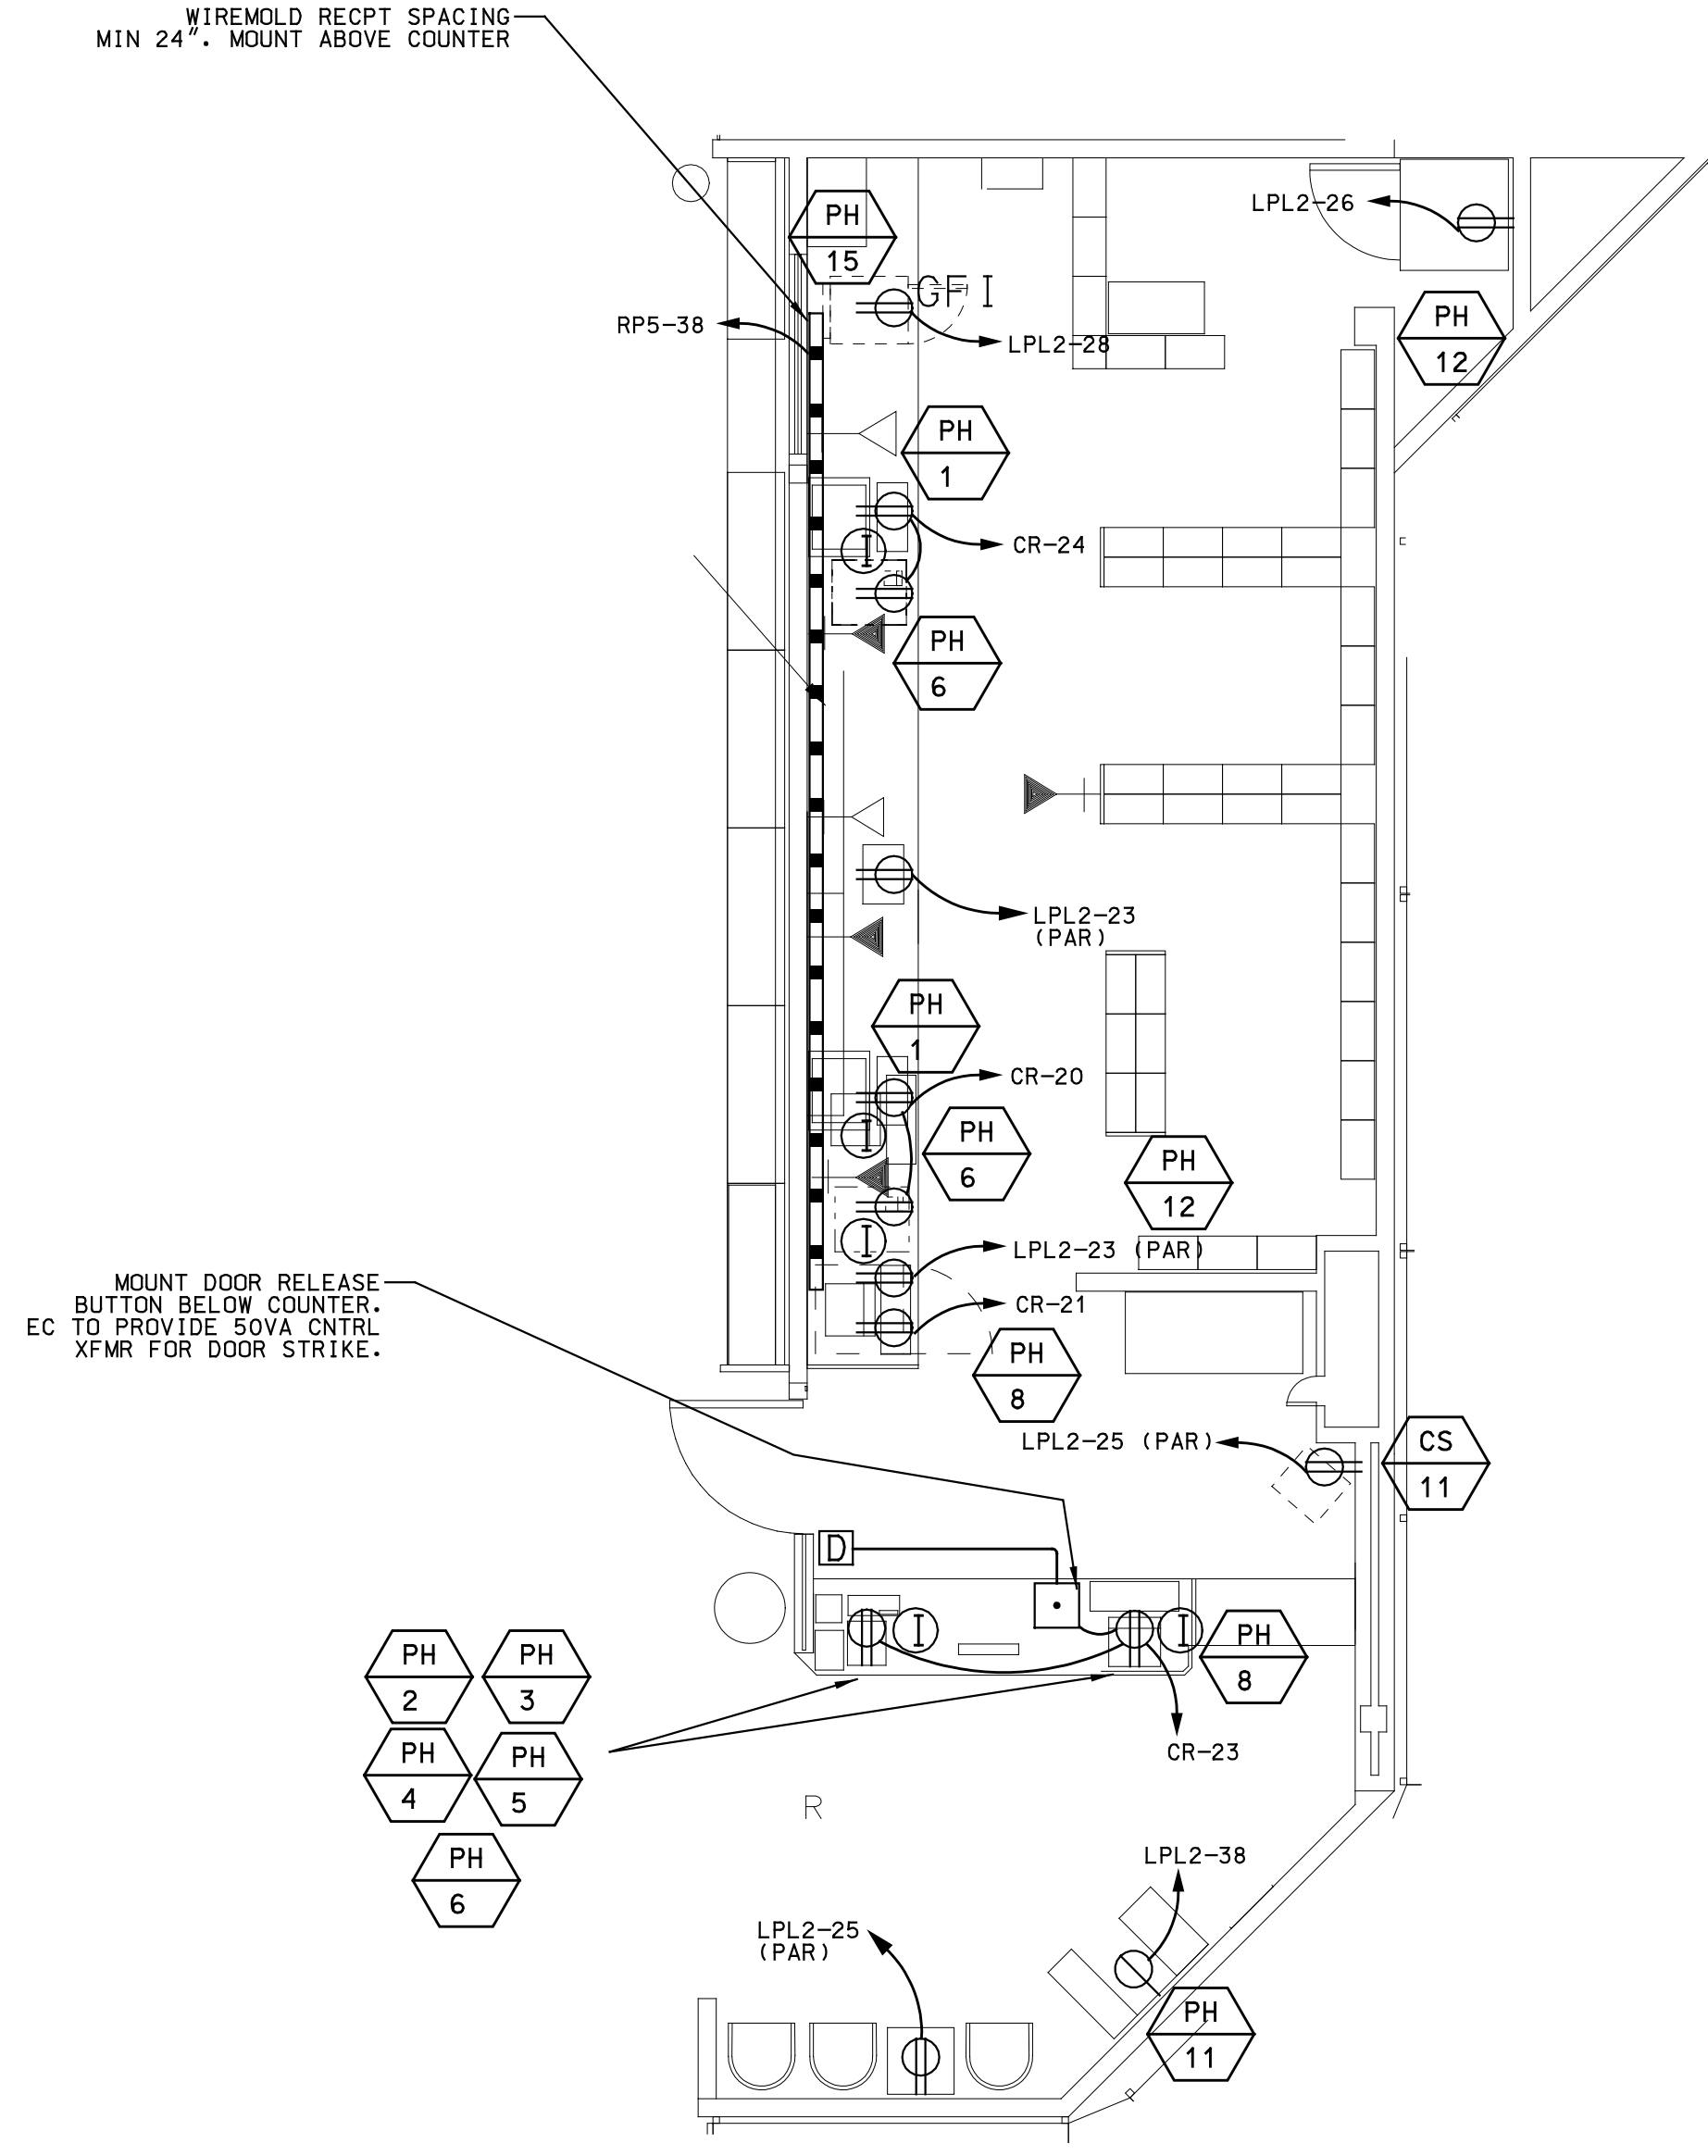 WIREMOLD RECPT SPACING
MIN 24". MOUNT ABOVE COUNTER
LPL2-26
PH
15
GFI
RP5-38
LPL2-28
PH
12
PH
1
CR-24
I
PH
6
LPL2-23
(PAR)
PH
1
CR-20
I
PH
6
PH
12
I
LPL2-23 (PAR)
MOUNT DOOR RELEASE
BUTTON BELOW COUNTER.
EC TO PROVIDE 50VA CNTRL
XFMR FOR DOOR STRIKE.
CR-21
PH
8
LPL2-25 (PAR)
CS
11
D
I
I
PH
8
PH
2
PH
3
PH
4
PH
5
PH
6
CR-23
R
LPL2-38
LPL2-25
(PAR)
PH
11